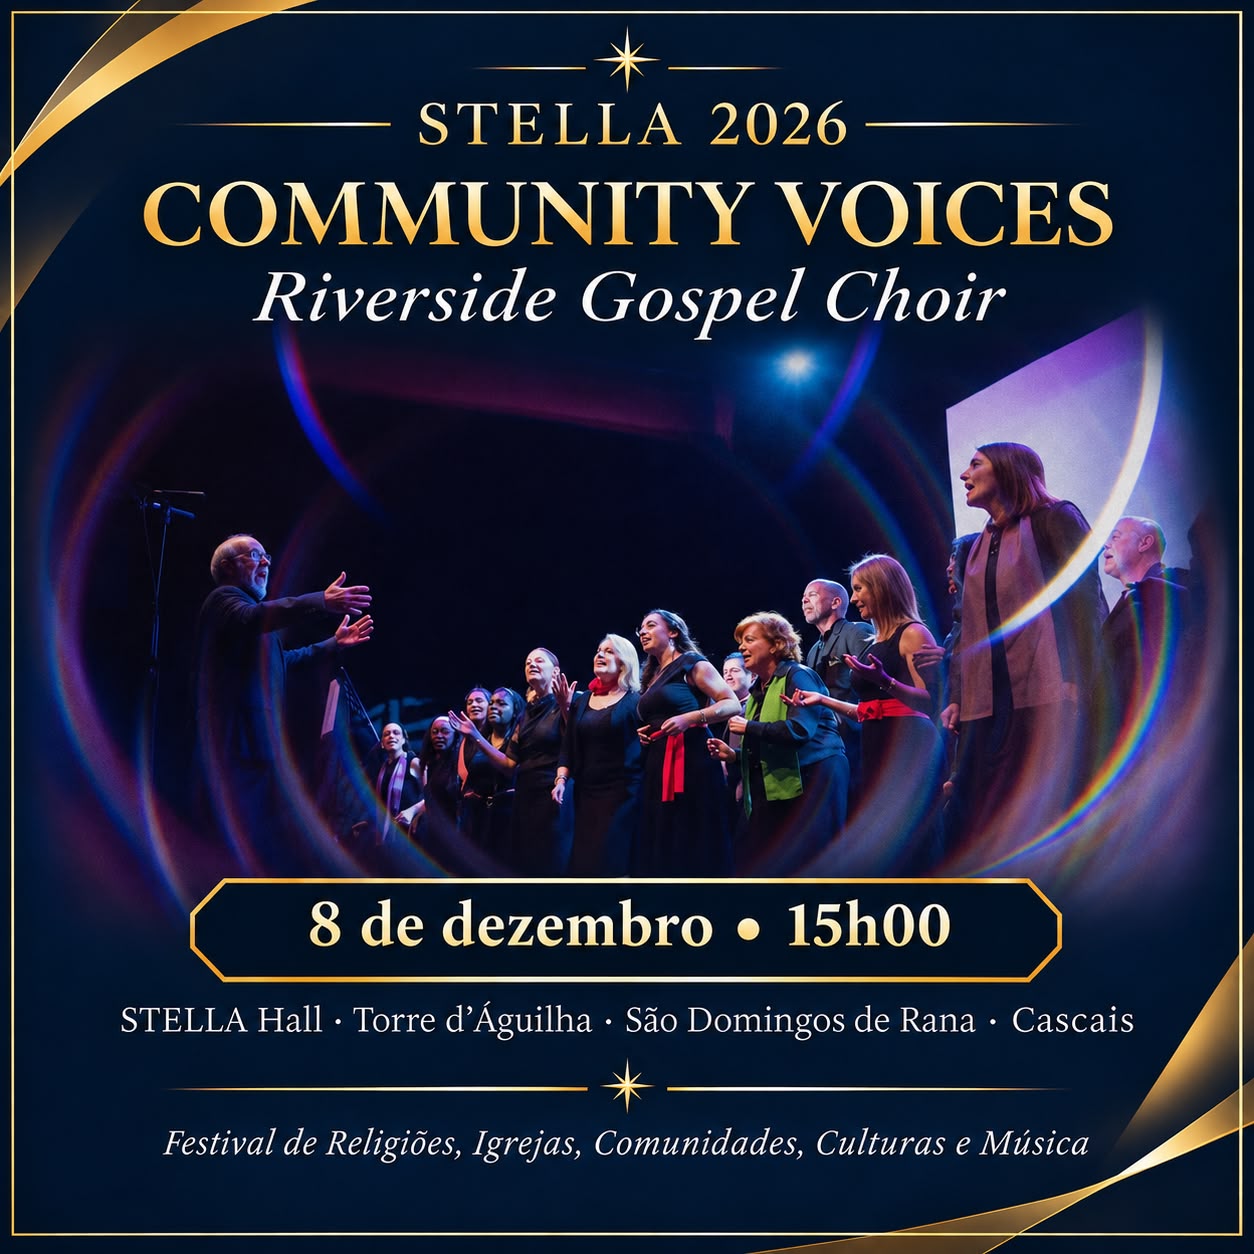 STELLA 2026
COMMUNITY VOICES
Riverside Gospel Choir
8 de dezembro • 15h00
STELLA Hall · Torre d’Águilha · São Domingos de Rana · Cascais
Festival de Religiões, Igrejas, Comunidades, Culturas e Música